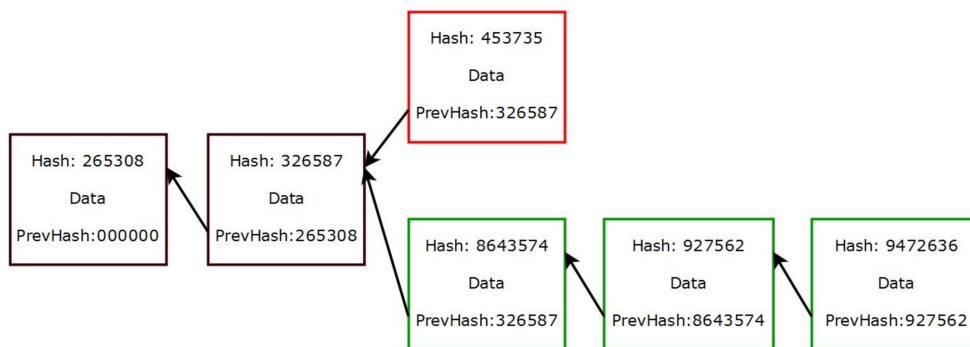 Hash: 453735
Data
PrevHash:326587
Hash: 265308
Data
PrevHash:000000
Hash: 326587
Data
PrevHash:265308
Hash: 8643574
Data
PrevHash:326587
Hash: 927562
Data
PrevHash:8643574
Hash: 9472636
Data
PrevHash:927562